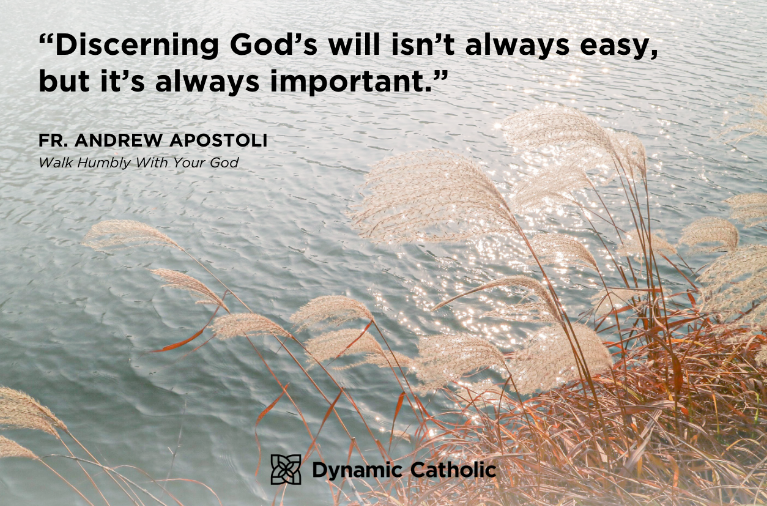 “Discerning God’s will isn’t always easy,
but it’s always important.”
FR. ANDREW APOSTOLI
Walk Humbly With Your God
Dynamic Catholic